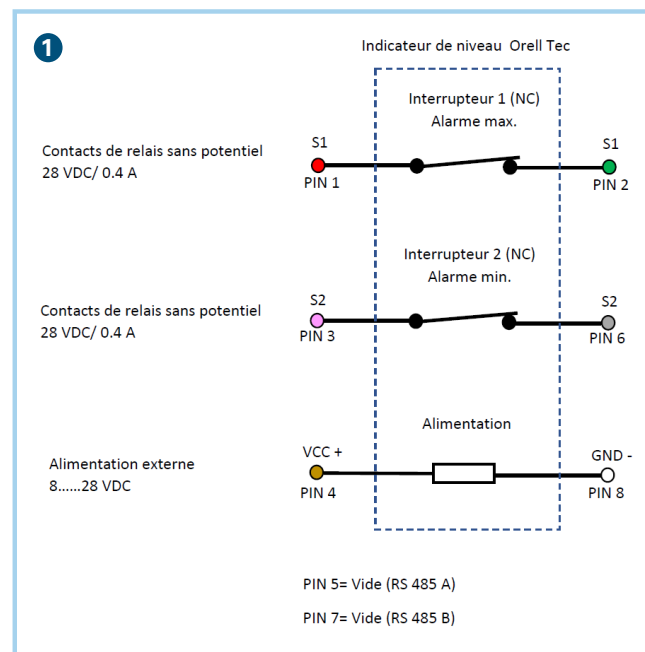 1
Indicateur de niveau Orell Tec
Interrupteur 1 (NC)
Alarme max.
Contacts de relais sans potentiel
28 VDC/ 0.4 A
S1
PIN 1
S1
PIN 2
Interrupteur 2 (NC)
Alarme min.
Contacts de relais sans potentiel
28 VDC/ 0.4 A
S2
PIN 3
S2
PIN 6
Alimentation
Alimentation externe
8......28 VDC
VCC +
PIN 4
GND -
PIN 8
PIN 5= Vide (RS 485 A)
PIN 7= Vide (RS 485 B)